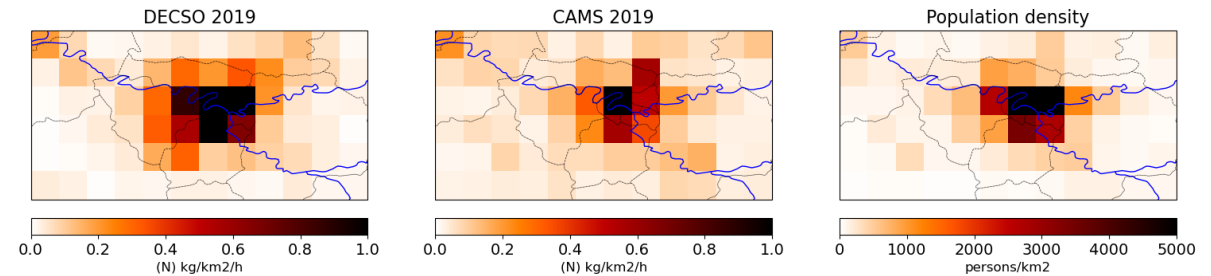 DECSO 2019
CAMS 2019
Population density
0.0 0.2 0.4 0.6 0.8 1.0
(N) kg/km2/h
0.0 0.2 0.4 0.6 0.8 1.0
(N) kg/km2/h
0 1000 2000 3000 4000 5000
persons/km2